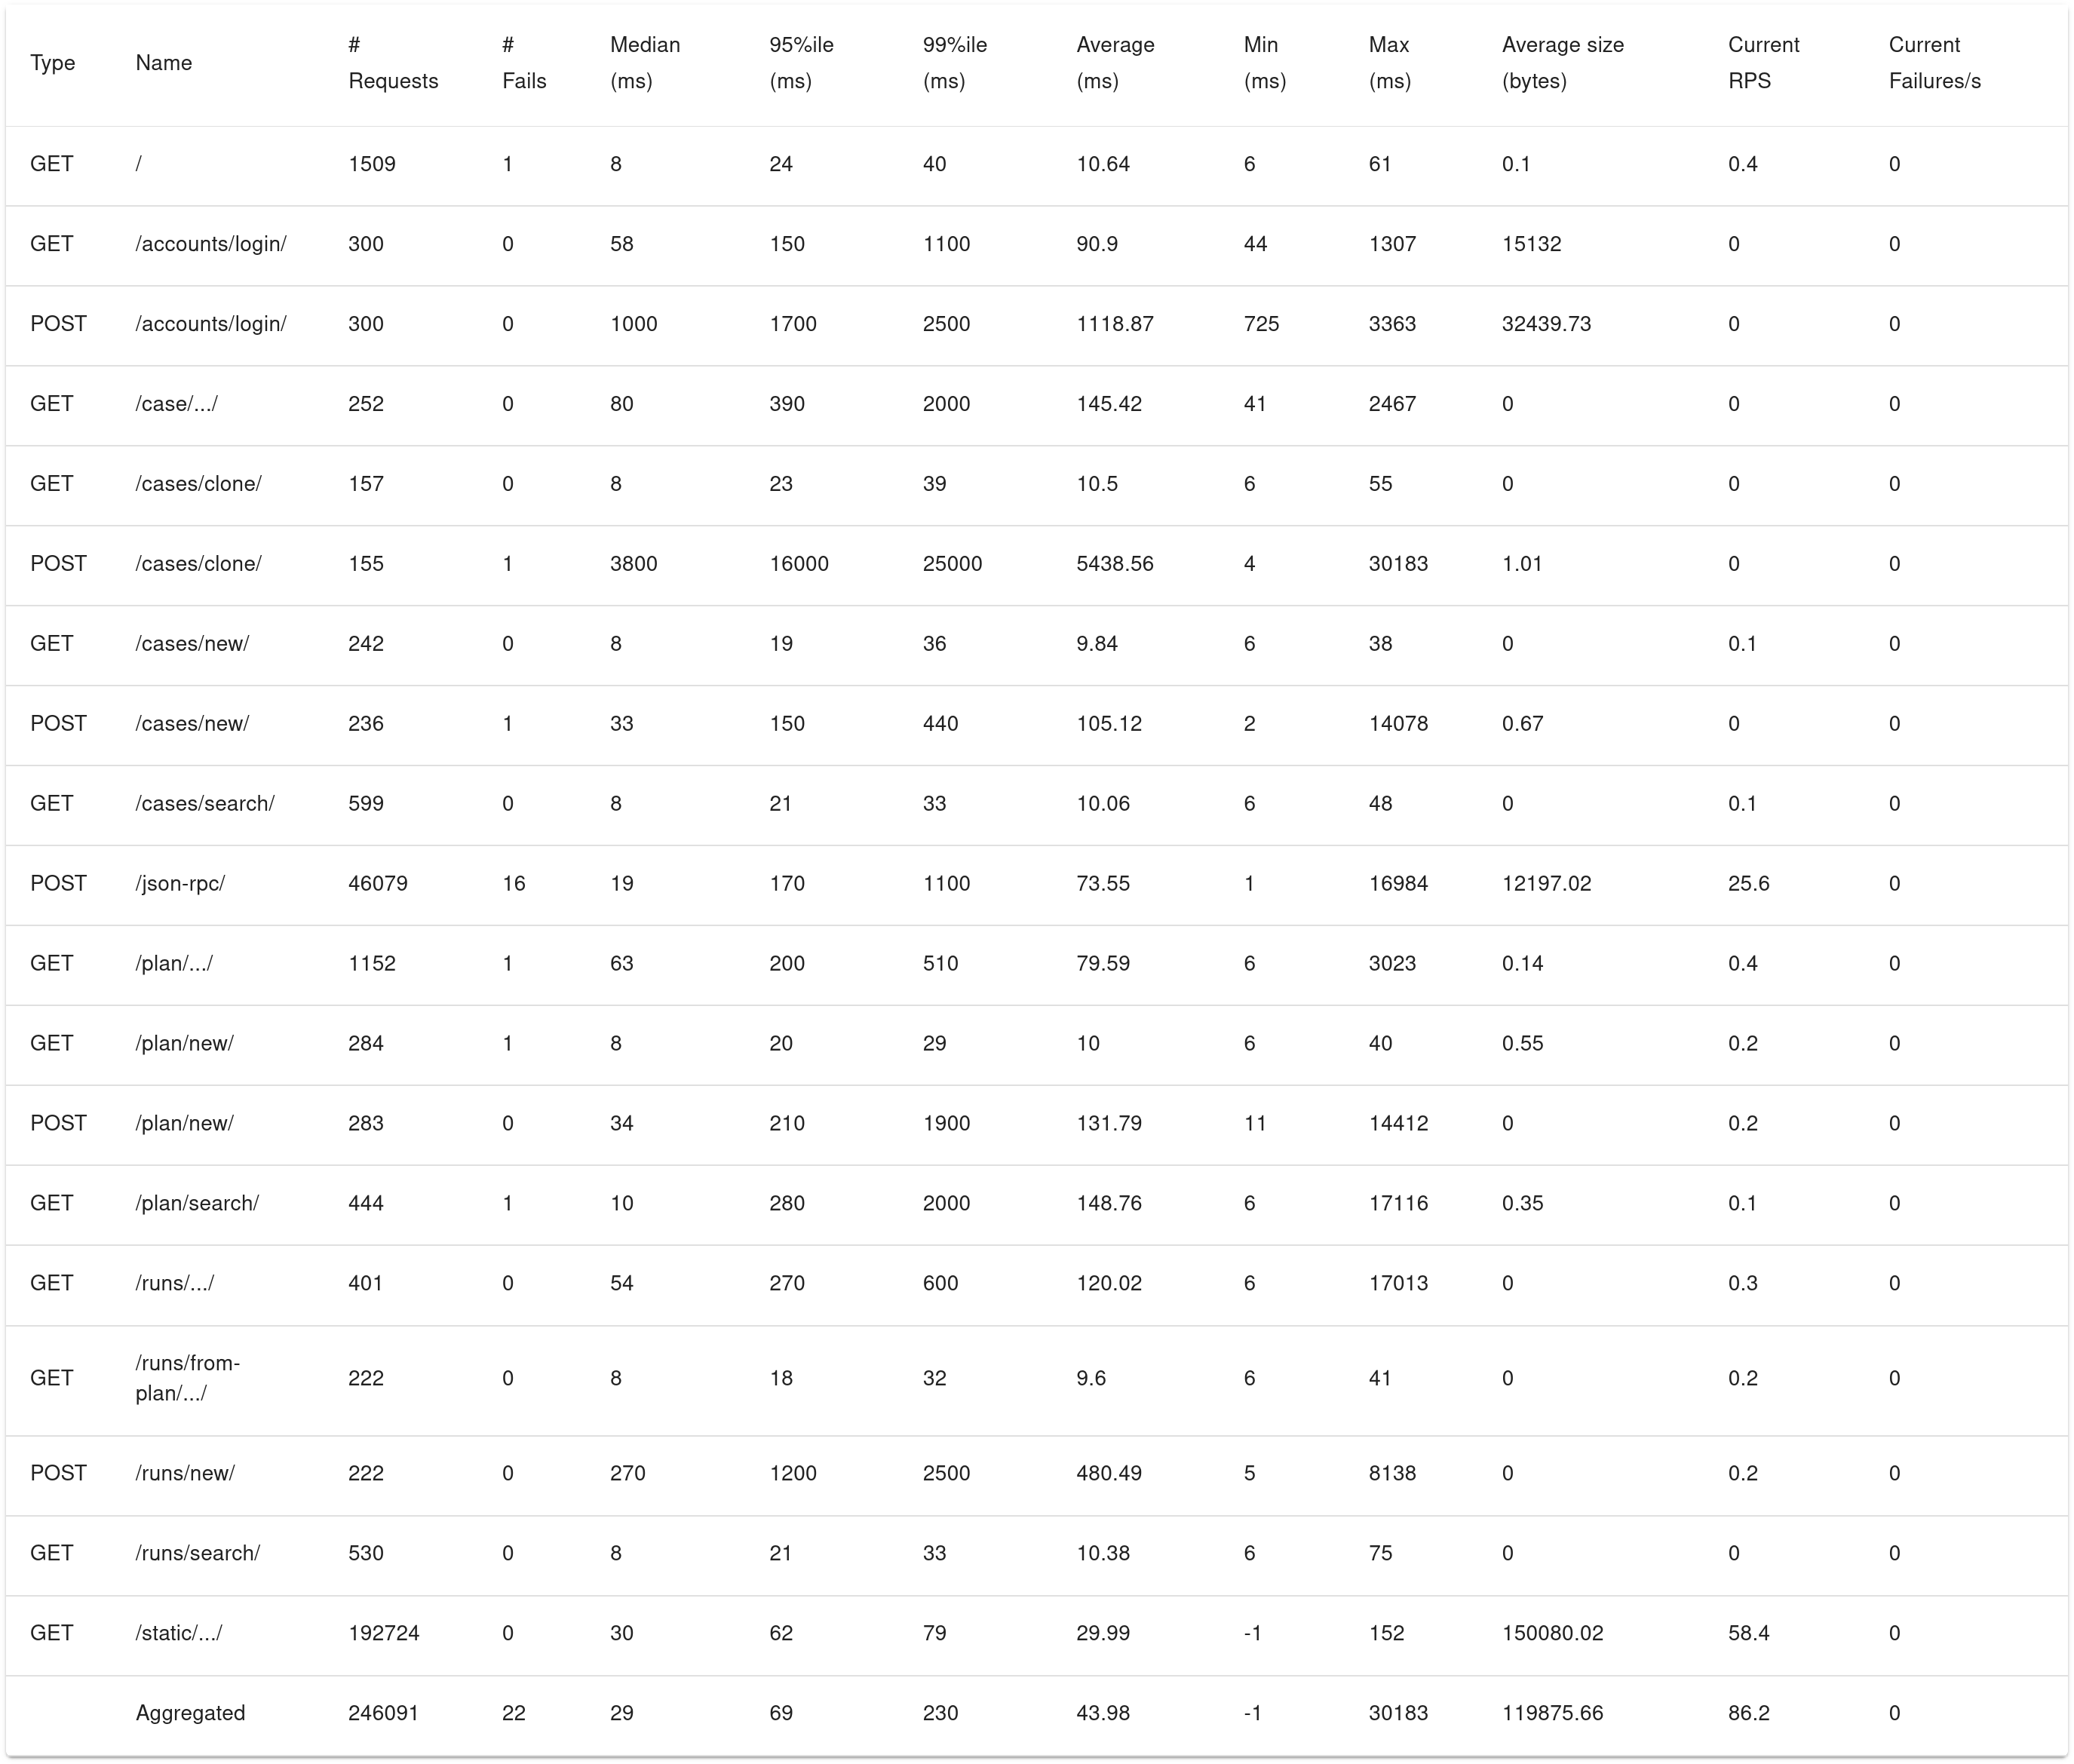 Type Name # Requests # Fails Median (ms) 95%ile (ms) 99%ile (ms) Average (ms) Min (ms) Max (ms) Average size (bytes) Current RPS Current Failures/s
GET / 1509 1 8 24 40 10.64 6 61 0.1 0.4 0
GET /accounts/login/ 300 0 58 150 1100 90.9 44 1307 15132 0 0
POST /accounts/login/ 300 0 1000 1700 2500 1118.87 725 3363 32439.73 0 0
GET /case/.../ 252 0 80 390 2000 145.42 41 2467 0 0 0
GET /cases/clone/ 157 0 8 23 39 10.5 6 55 0 0 0
POST /cases/clone/ 155 1 3800 16000 25000 5438.56 4 30183 1.01 0 0
GET /cases/new/ 242 0 8 19 36 9.84 6 38 0 0.1 0
POST /cases/new/ 236 1 33 150 440 105.12 2 14078 0.67 0 0
GET /cases/search/ 599 0 8 21 33 10.06 6 48 0 0.1 0
POST /json-rpc/ 46079 16 19 170 1100 73.55 1 16984 12197.02 25.6 0
GET /plan/.../ 1152 1 63 200 510 79.59 6 3023 0.14 0.4 0
GET /plan/new/ 284 1 8 20 29 10 6 40 0.55 0.2 0
POST /plan/new/ 283 0 34 210 1900 131.79 11 14412 0 0.2 0
GET /plan/search/ 444 1 10 280 2000 148.76 6 17116 0.35 0.1 0
GET /runs/.../ 401 0 54 270 600 120.02 6 17013 0 0.3 0
GET /runs/from-plan/.../ 222 0 8 18 32 9.6 6 41 0 0.2 0
POST /runs/new/ 222 0 270 1200 2500 480.49 5 8138 0 0.2 0
GET /runs/search/ 530 0 8 21 33 10.38 6 75 0 0 0
GET /static/.../ 192724 0 30 62 79 29.99 -1 152 150080.02 58.4 0
Aggregated 246091 22 29 69 230 43.98 -1 30183 119875.66 86.2 0